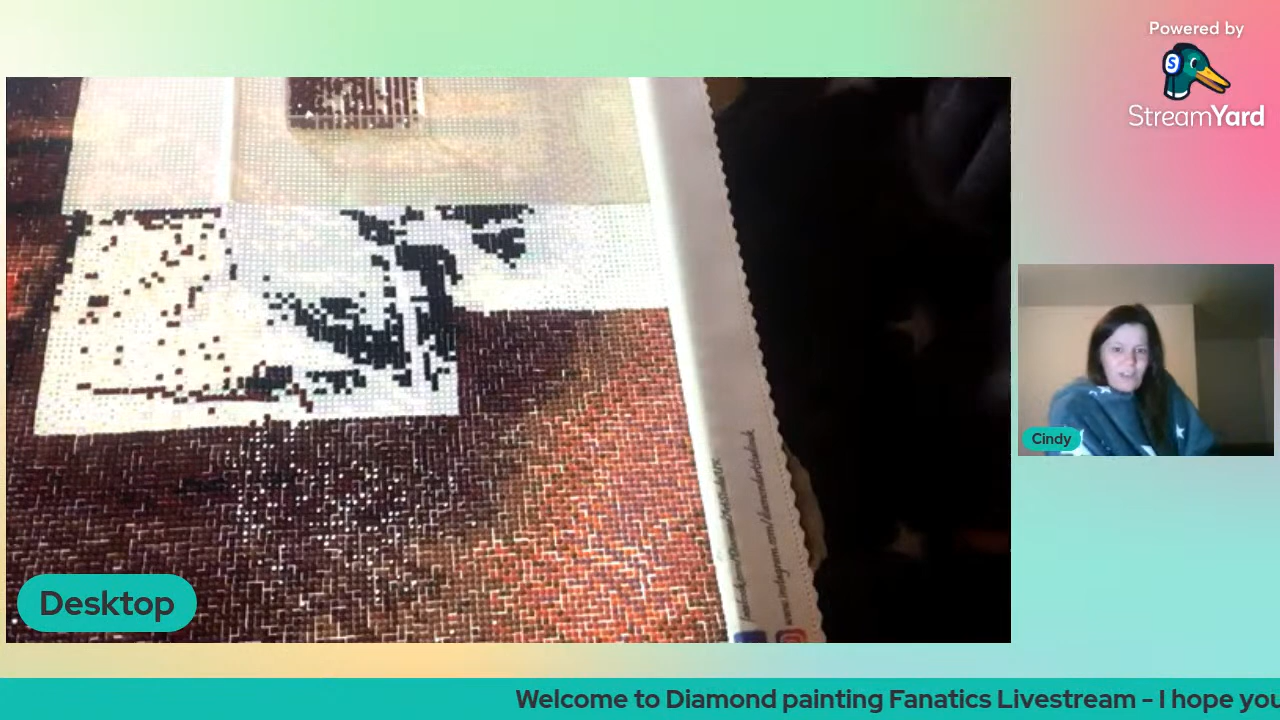 Powered by
S
StreamYard
Cindy
Desktop
Welcome to Diamond painting Fanatics Livestream - I hope you